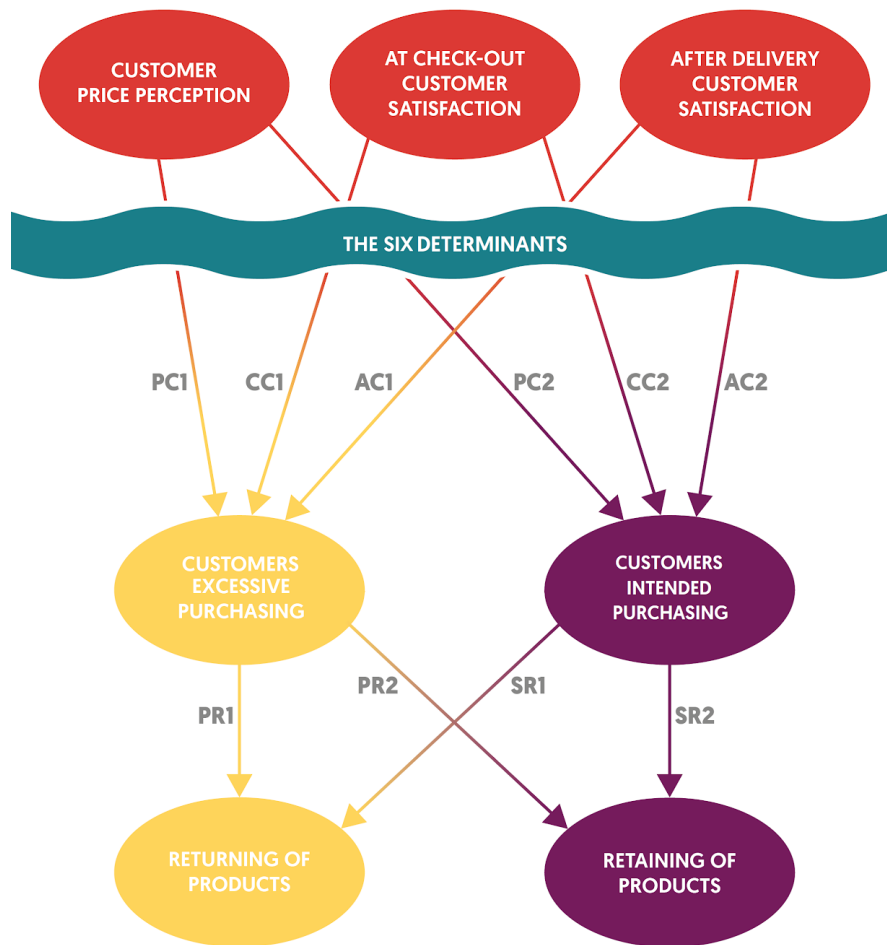 CUSTOMER
PRICE PERCEPTION
AT CHECK-OUT
CUSTOMER
SATISFACTION
AFTER DELIVERY
CUSTOMER
SATISFACTION
THE SIX DETERMINANTS
PC1
CC1
AC1
PC2
CC2
AC2
CUSTOMERS
EXCESSIVE
PURCHASING
CUSTOMERS
INTENDED
PURCHASING
PR1
PR2
SR1
SR2
RETURNING OF
PRODUCTS
RETAINING OF
PRODUCTS